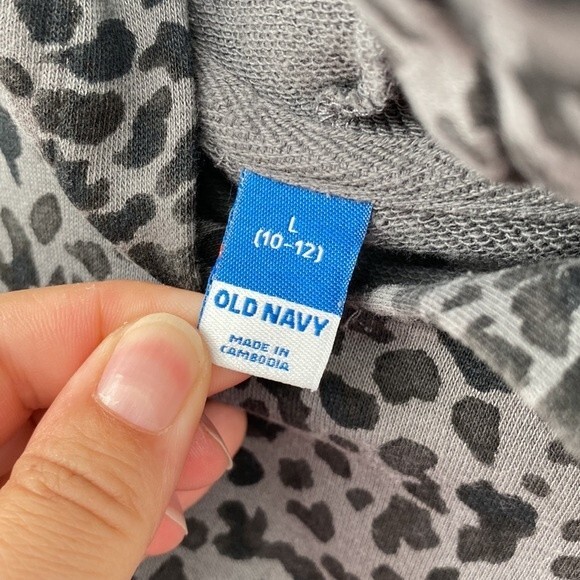 L
(10-12)
OLD NAVY
MADE IN
CAMBODIA